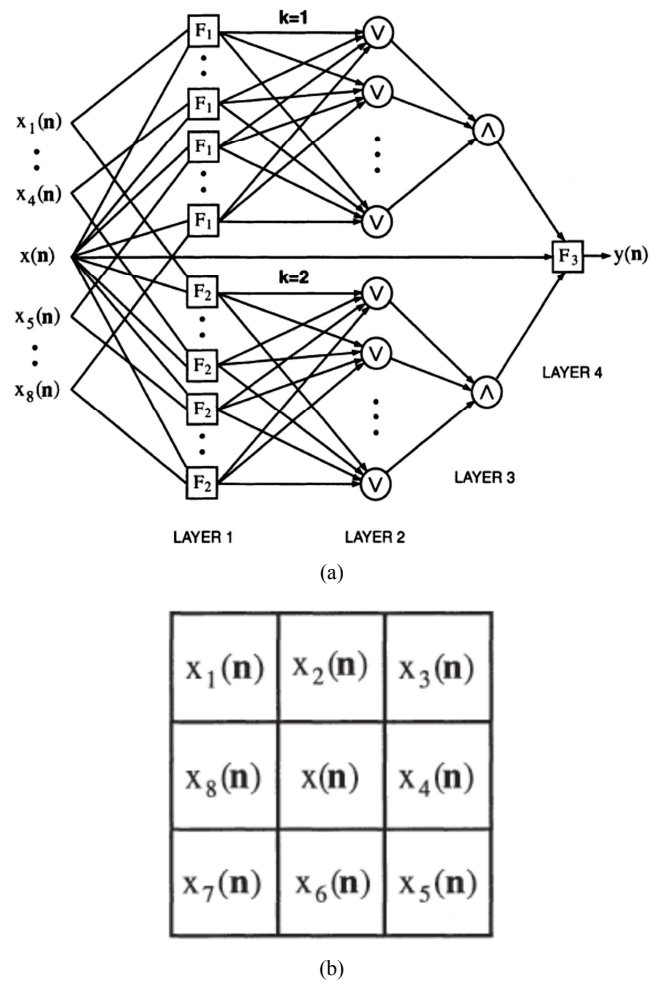 k=1
F1
F1
F1
F1
x1(n)
x4(n)
x(n)
x5(n)
x8(n)
V
V
V
Λ
k=2
F2
F2
F2
F2
V
V
V
Λ
F3
y(n)
LAYER 4
LAYER 3
LAYER 1 LAYER 2
(a)
x1(n) x2(n) x3(n)
x8(n) x(n) x4(n)
x7(n) x6(n) x5(n)
(b)